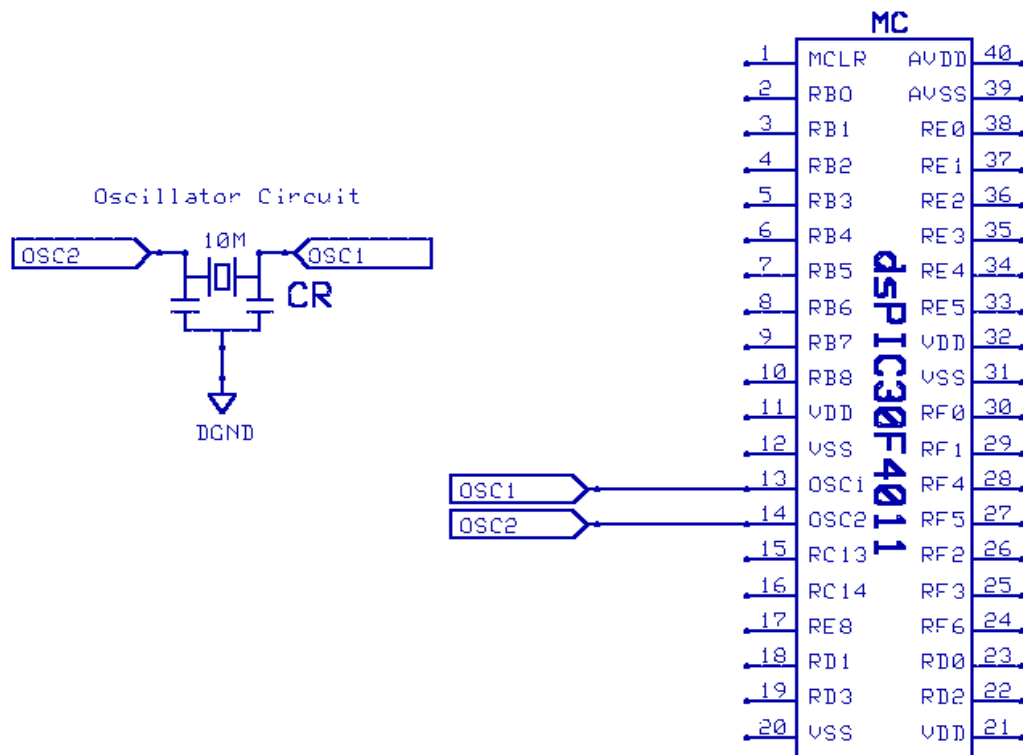 MC
1 MCLR AVDD 40
2 RB0 AVSS 39
3 RB1 RE0 38
4 RB2 RE1 37
5 RB3 RE2 36
6 RB4 RE3 35
7 RB5 RE4 34
8 RB6 RE5 33
9 RB7 VDD 32
10 RB8 VSS 31
11 VDD RF0 30
12 VSS RF1 29
13 OSCi RF4 28
14 OSC2 RF5 27
15 RC13 RF2 26
16 RC14 RF3 25
17 RE8 RF6 24
18 RD1 RD0 23
19 RD3 RD2 22
20 VSS VDD 21
dsPIC30F4011
Oscillator Circuit
10M
OSC2
OSC1
CR
DGND
OSC1
OSC2